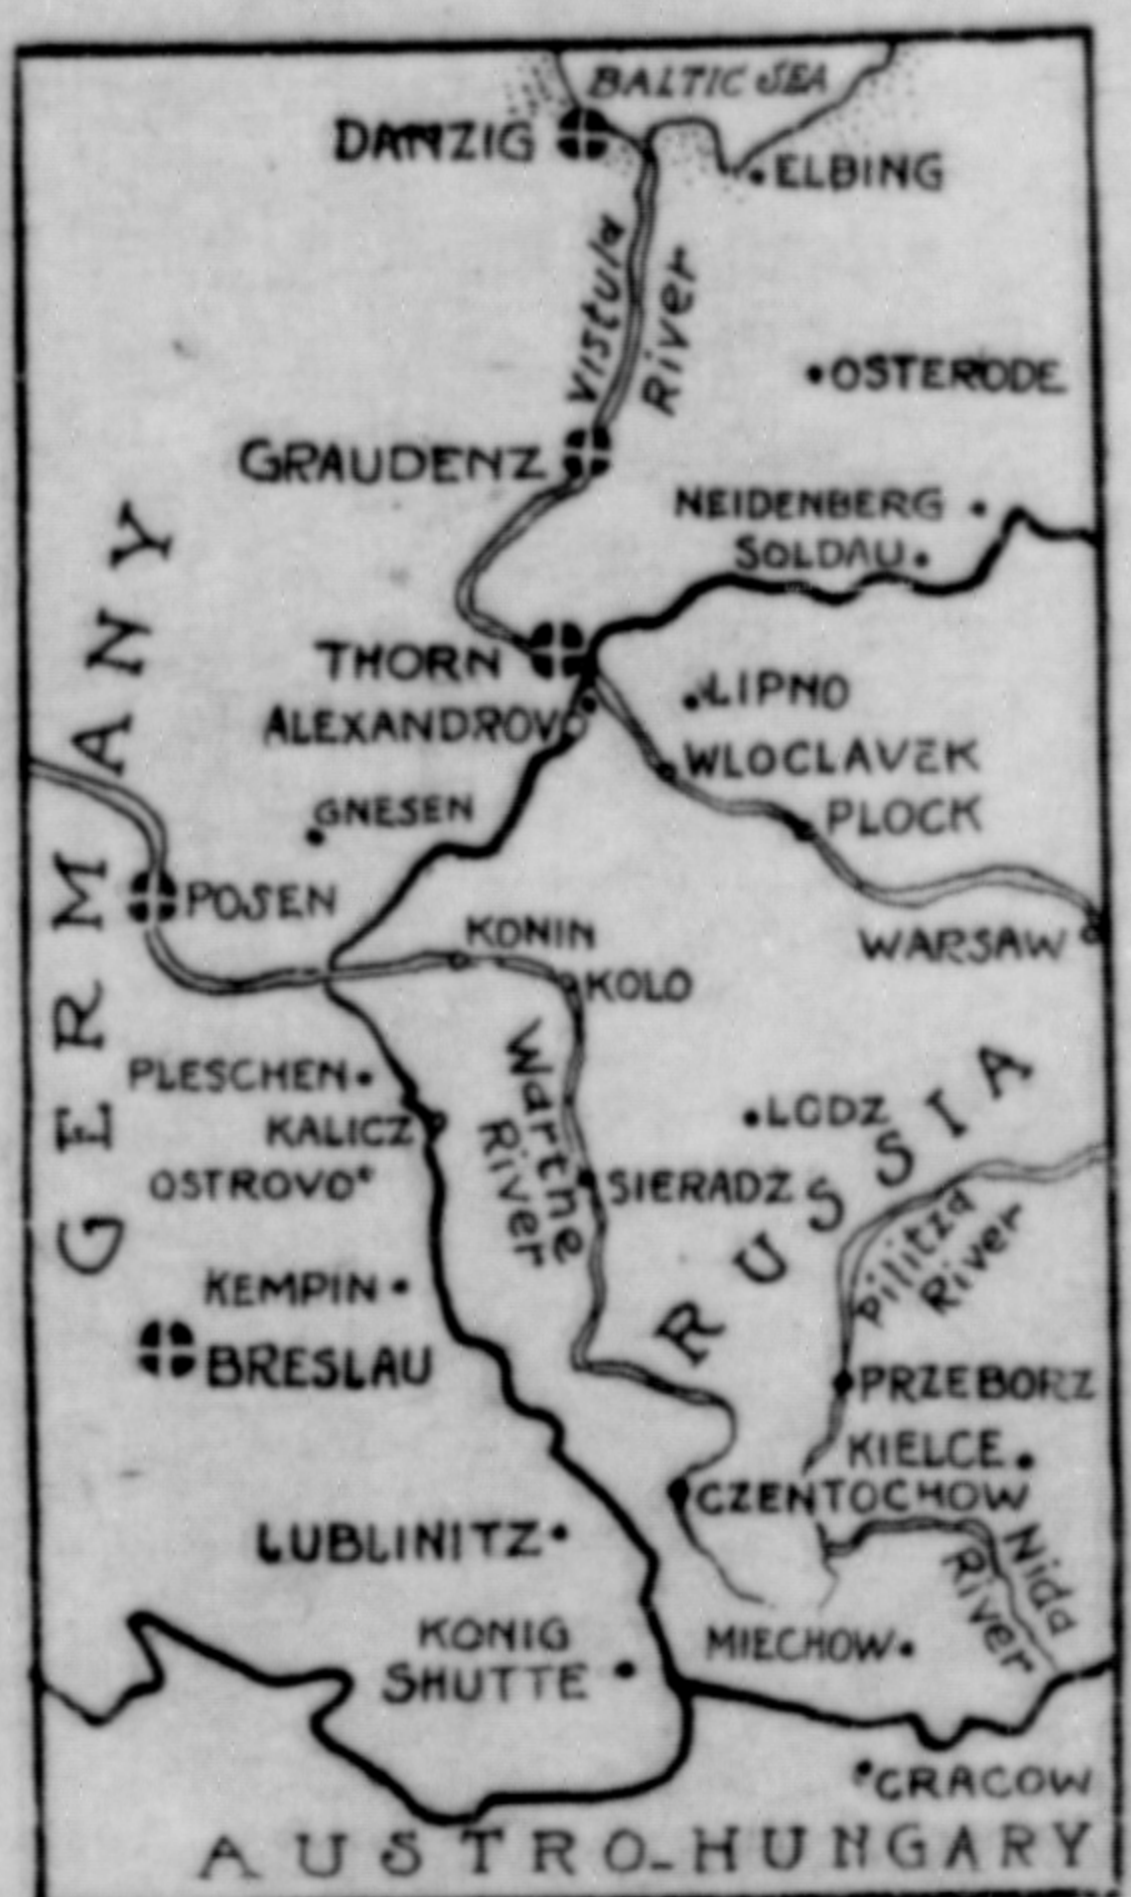 BALTIC SEA
DANZIG
ELBING
Vistula
River
OSTERODE
GRAUDENZ
NEIDENBERG
SOLDAU
THORN
LIPNO
ALEXANDROV
WLOCLAVEK
GNESEN
PLOCK
POSEN
KONIN
WARSAW
KOLO
GERMANY
PLESCHEN
Warthe
River
LODZ
KALICZ
OSTROVO
SIERADZ
RUSSIA
Pilitza
River
KEMPIN
BRESLAU
PRZEBORZ
KIELCE
CZENTOCHOW
LUBLINITZ
Nida
River
KONIG
SHUTTE
MIECHOW
CRACOW
AUSTRO-HUNGARY